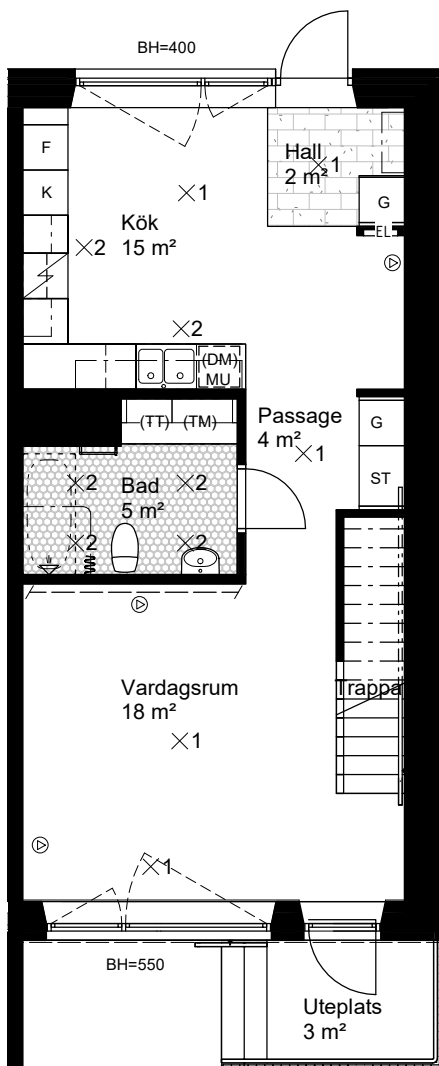 BH=400
Hall
1
2 m²
F
K
1
G
EL
Kök
15 m²
2
2
(DM)
MU
(TT)
(TM)
Passage
4 m²
1
G
ST
2
Bad
5 m²
2
2
2
Vardagsrum
18 m²
Trappa
1
1
BH=550
Uteplats
3 m²